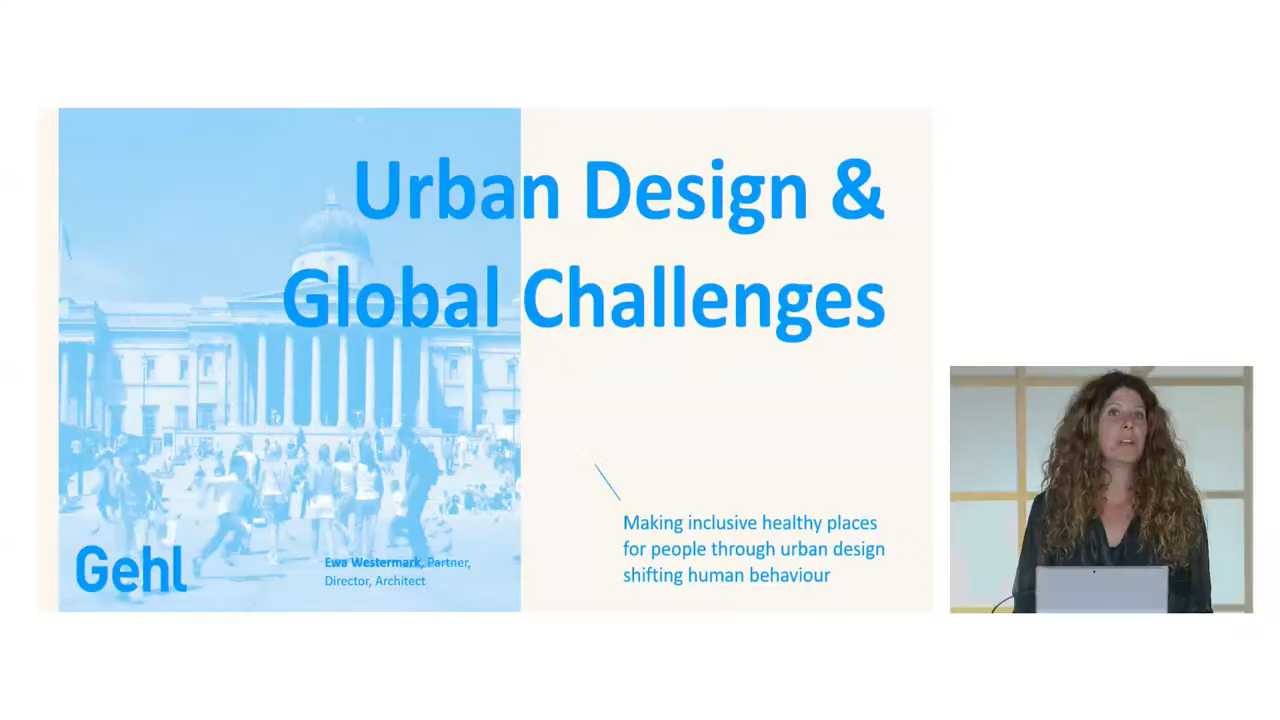 Urban Design &
Global Challenges
Making inclusive healthy places
for people through urban design
shifting human behaviour
Gehl
Ewa Westermark, Partner,
Director, Architect